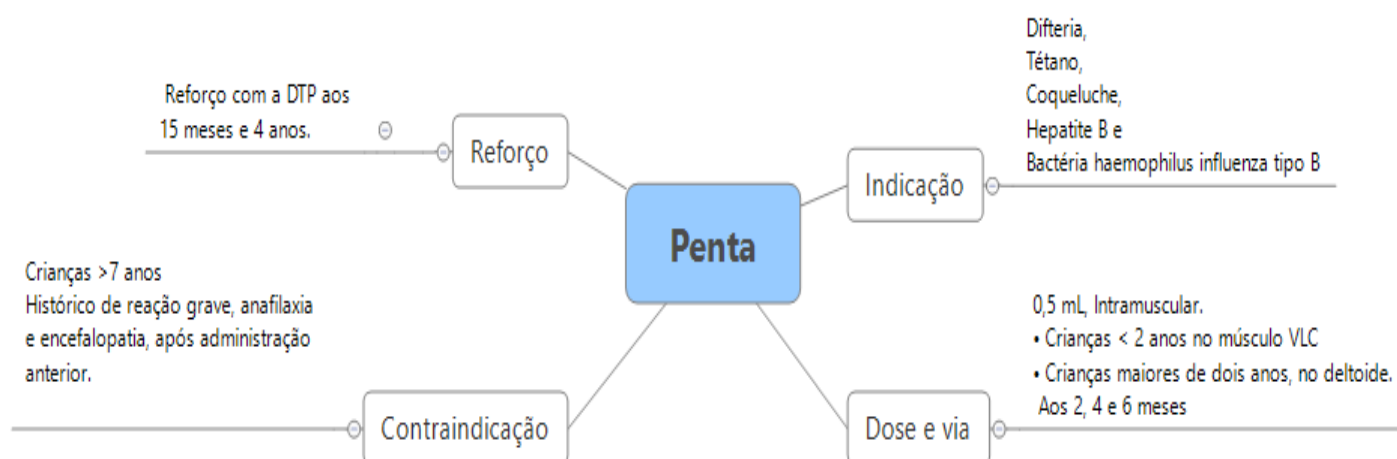 Penta
Reforço
Reforço com a DTP aos
15 meses e 4 anos.
Indicação
Difteria,
Tétano,
Coqueluche,
Hepatite B e
Bactéria haemophilus influenza tipo B
Contraindicação
Crianças >7 anos
Histórico de reação grave, anafilaxia
e encefalopatia, após administração
anterior.
Dose e via
0,5 mL, Intramuscular.
• Crianças < 2 anos no músculo VLC
• Crianças maiores de dois anos, no deltoide.
Aos 2, 4 e 6 meses